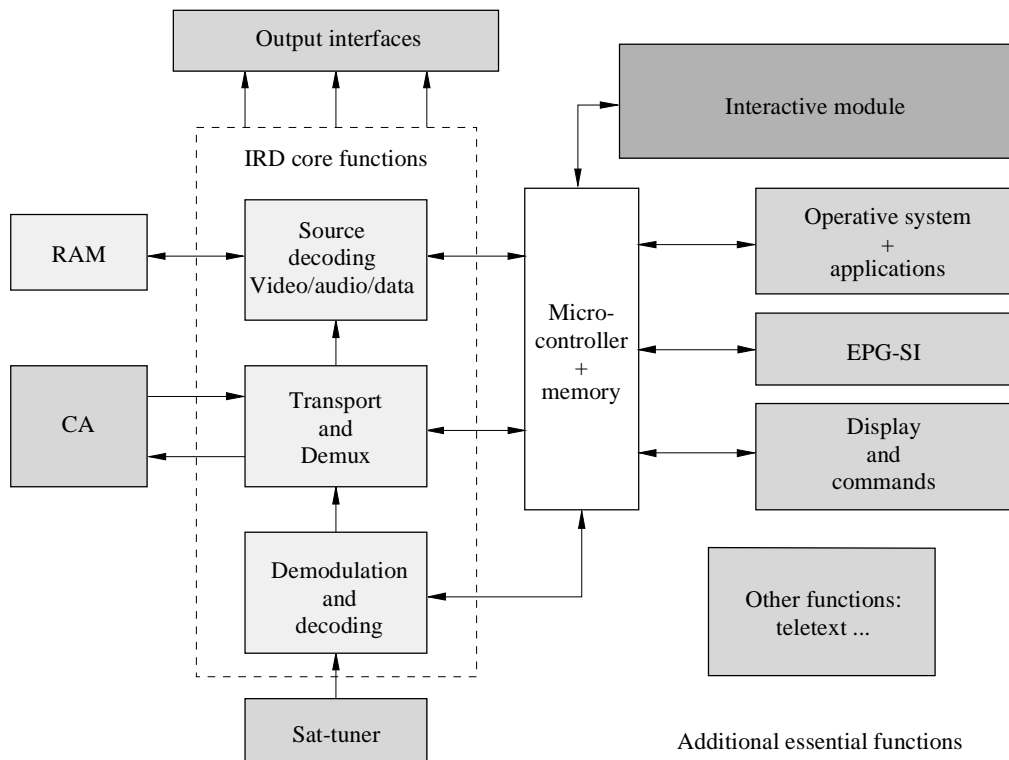 Output interfaces
Interactive module
IRD core functions
RAM
Source
decoding
Video/audio/data
Operative system
+
applications
Micro-
controller
+
memory
EPG-SI
CA
Transport
and
Demux
Display
and
commands
Demodulation
and
decoding
Other functions:
teletext ...
Sat-tuner
Additional essential functions